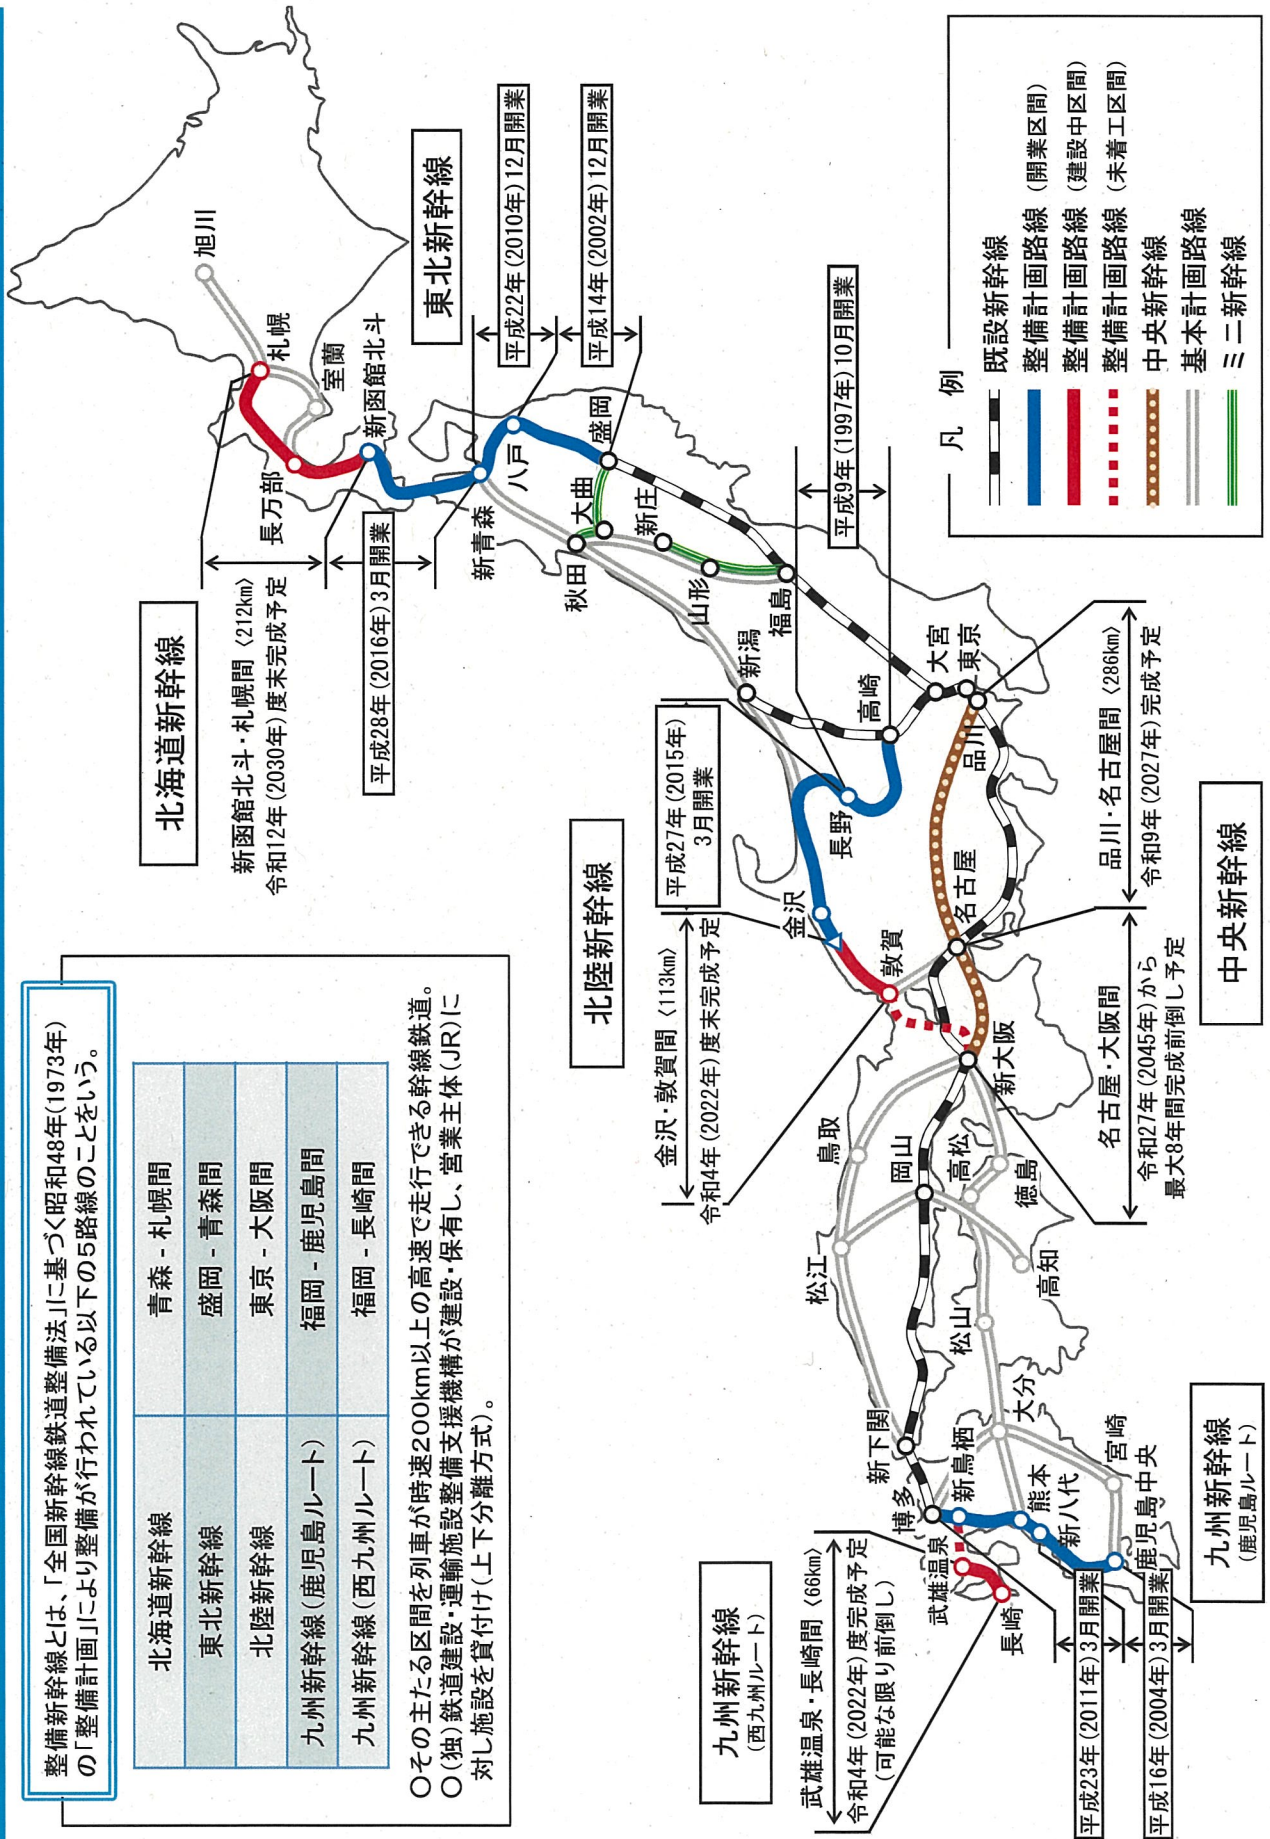 整備新幹線とは、「全国新幹線鉄道整備法」に基づく昭和48年(1973年)
の「整備計画」により整備が行われている以下の5路線のことをいう。
北海道新幹線 青森 - 札幌間
東北新幹線 盛岡 - 青森間
北陸新幹線 東京 - 大阪間
九州新幹線(鹿児島ルート) 福岡 - 鹿児島間
九州新幹線(西九州ルート) 福岡 - 長崎間
○その主たる区間を列車が時速200km以上の高速で走行できる幹線鉄道。
○(独)鉄道建設・運輸施設整備支援機構が建設・保有し、営業主体(JR)に
対し施設を貸付け(上下分離方式)。
北海道新幹線
新函館北斗・札幌間〈212km〉
令和12年(2030年)度末完成予定
平成28年(2016年)3月開業
旭川
札幌
室蘭
長万部
新函館北斗
東北新幹線
平成22年(2010年)12月開業
平成14年(2002年)12月開業
新青森
八戸
盛岡
大曲
秋田
新庄
山形
福島
新潟
平成9年(1997年)10月開業
高崎
大宮
東京
品川
長野
金沢
敦賀
名古屋
新大阪
北陸新幹線
平成27年(2015年)
3月開業
金沢・敦賀間〈113km〉
令和4年(2022年)度末完成予定
中央新幹線
品川・名古屋間〈286km〉
令和9年(2027年)完成予定
名古屋・大阪間
令和27年(2045年)から
最大8年間完成前倒し予定
鳥取
岡山
高松
徳島
松江
高知
松山
新下関
博多
新鳥栖
大分
熊本
新八代
宮崎
鹿児島中央
武雄温泉
長崎
九州新幹線
(西九州ルート)
武雄温泉・長崎間〈66km〉
令和4年(2022年)度完成予定
(可能な限り前倒し)
平成23年(2011年)3月開業
平成16年(2004年)3月開業
九州新幹線
(鹿児島ルート)
凡 例
既設新幹線
整備計画路線(開業区間)
整備計画路線(建設中区間)
整備計画路線(未着工区間)
中央新幹線
基本計画路線
ミニ新幹線